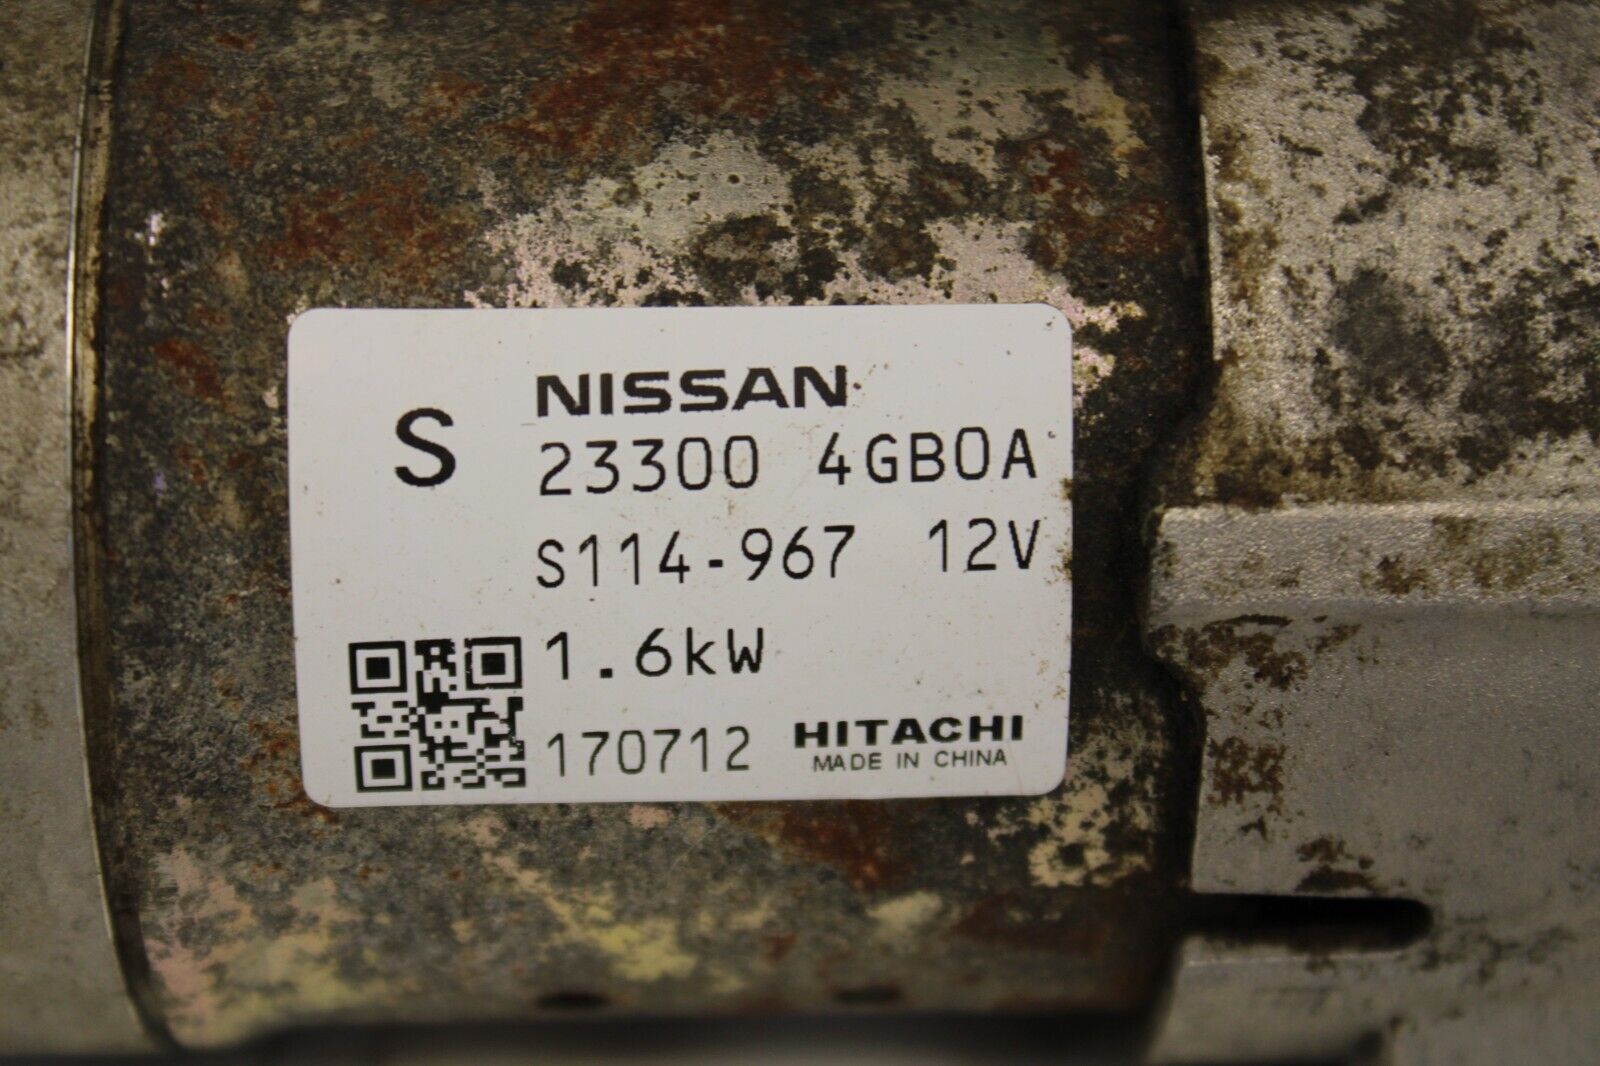 NISSAN
S 23300 4GB0A
S114-967 12V
1.6kW
170712 HITACHI
MADE IN CHINA